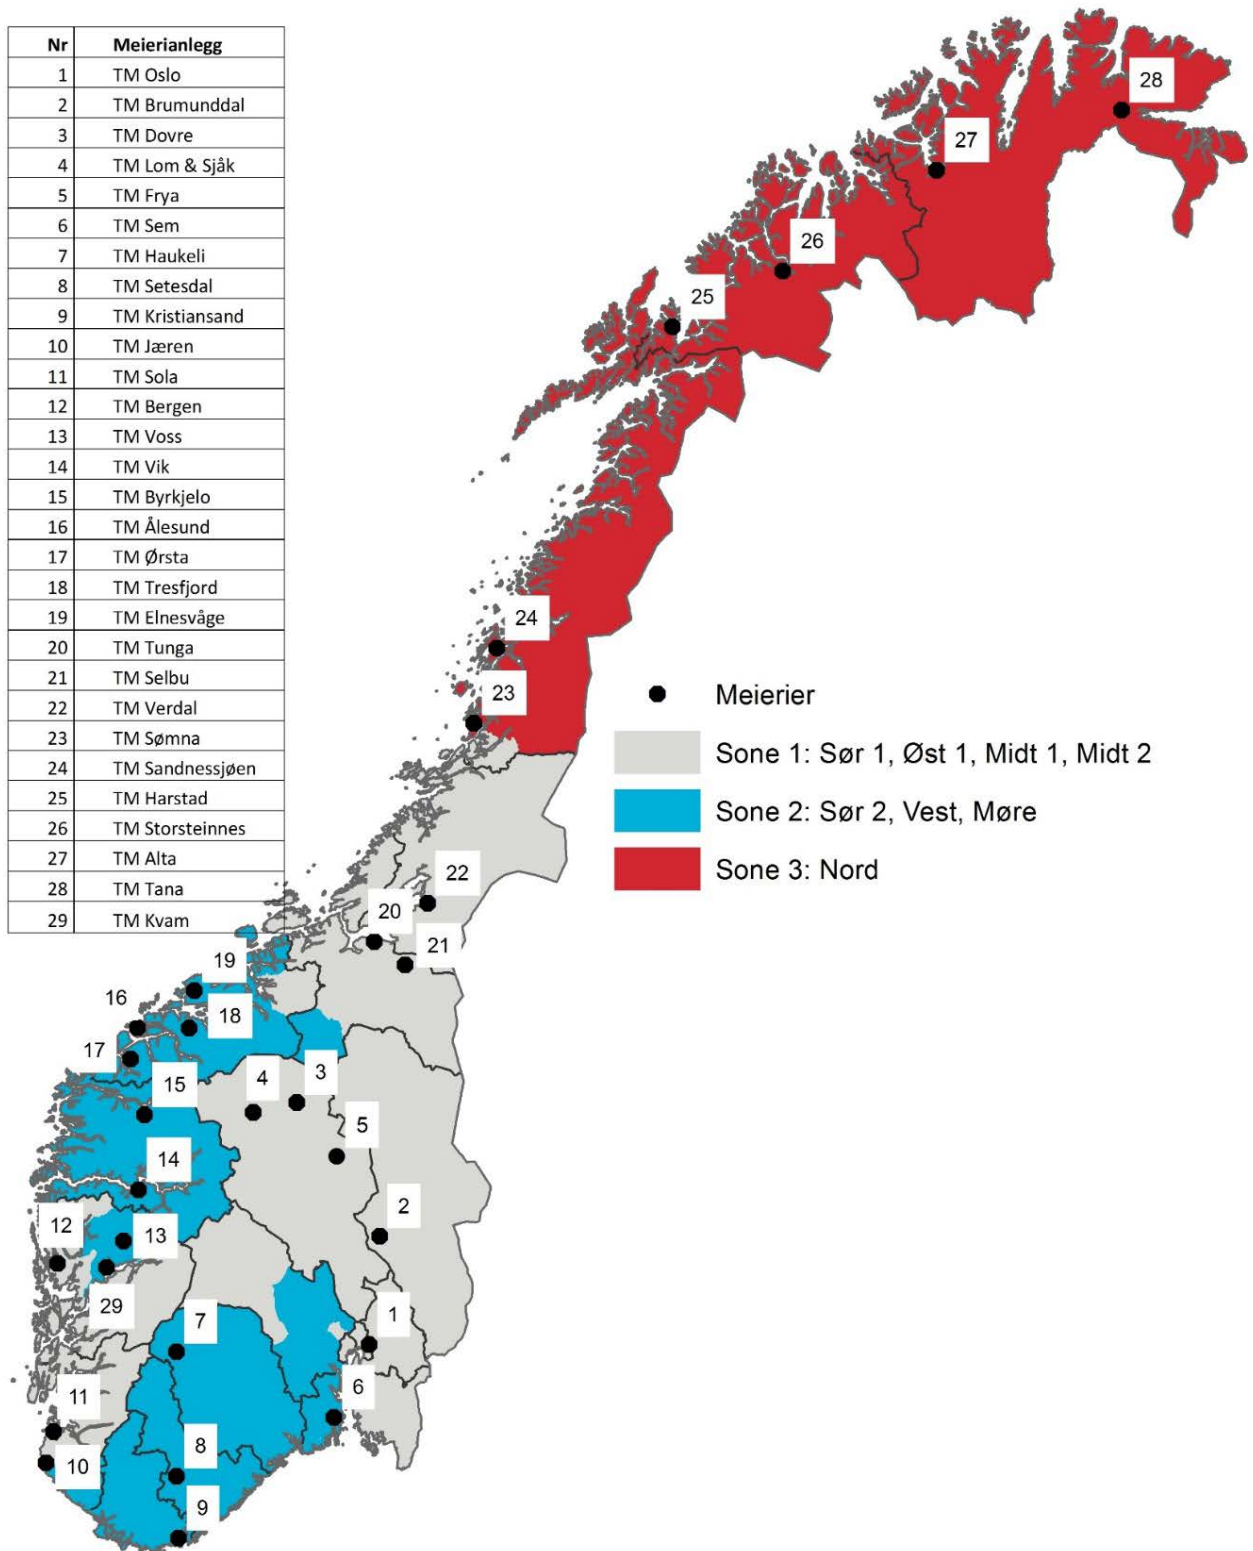 Nr Meierianlegg
1 TM Oslo
2 TM Brumunddal
3 TM Dovre
4 TM Lom & Sjåk
5 TM Frya
6 TM Sem
7 TM Haukeli
8 TM Setesdal
9 TM Kristiansand
10 TM Jæren
11 TM Sola
12 TM Bergen
13 TM Voss
14 TM Vik
15 TM Byrkjelo
16 TM Ålesund
17 TM Ørsta
18 TM Tresfjord
19 TM Elnesvåge
20 TM Tunga
21 TM Selbu
22 TM Verdal
23 TM Sømna
24 TM Sandnessjøen
25 TM Harstad
26 TM Storsteinnes
27 TM Alta
28 TM Tana
29 TM Kvam
28
27
26
25
24
23
Meierier
Sone 1: Sør 1, Øst 1, Midt 1, Midt 2
Sone 2: Sør 2, Vest, Møre
Sone 3: Nord
22
20
21
19
16
18
17
15
4
3
5
14
2
12
13
29
7
1
6
11
8
10
9